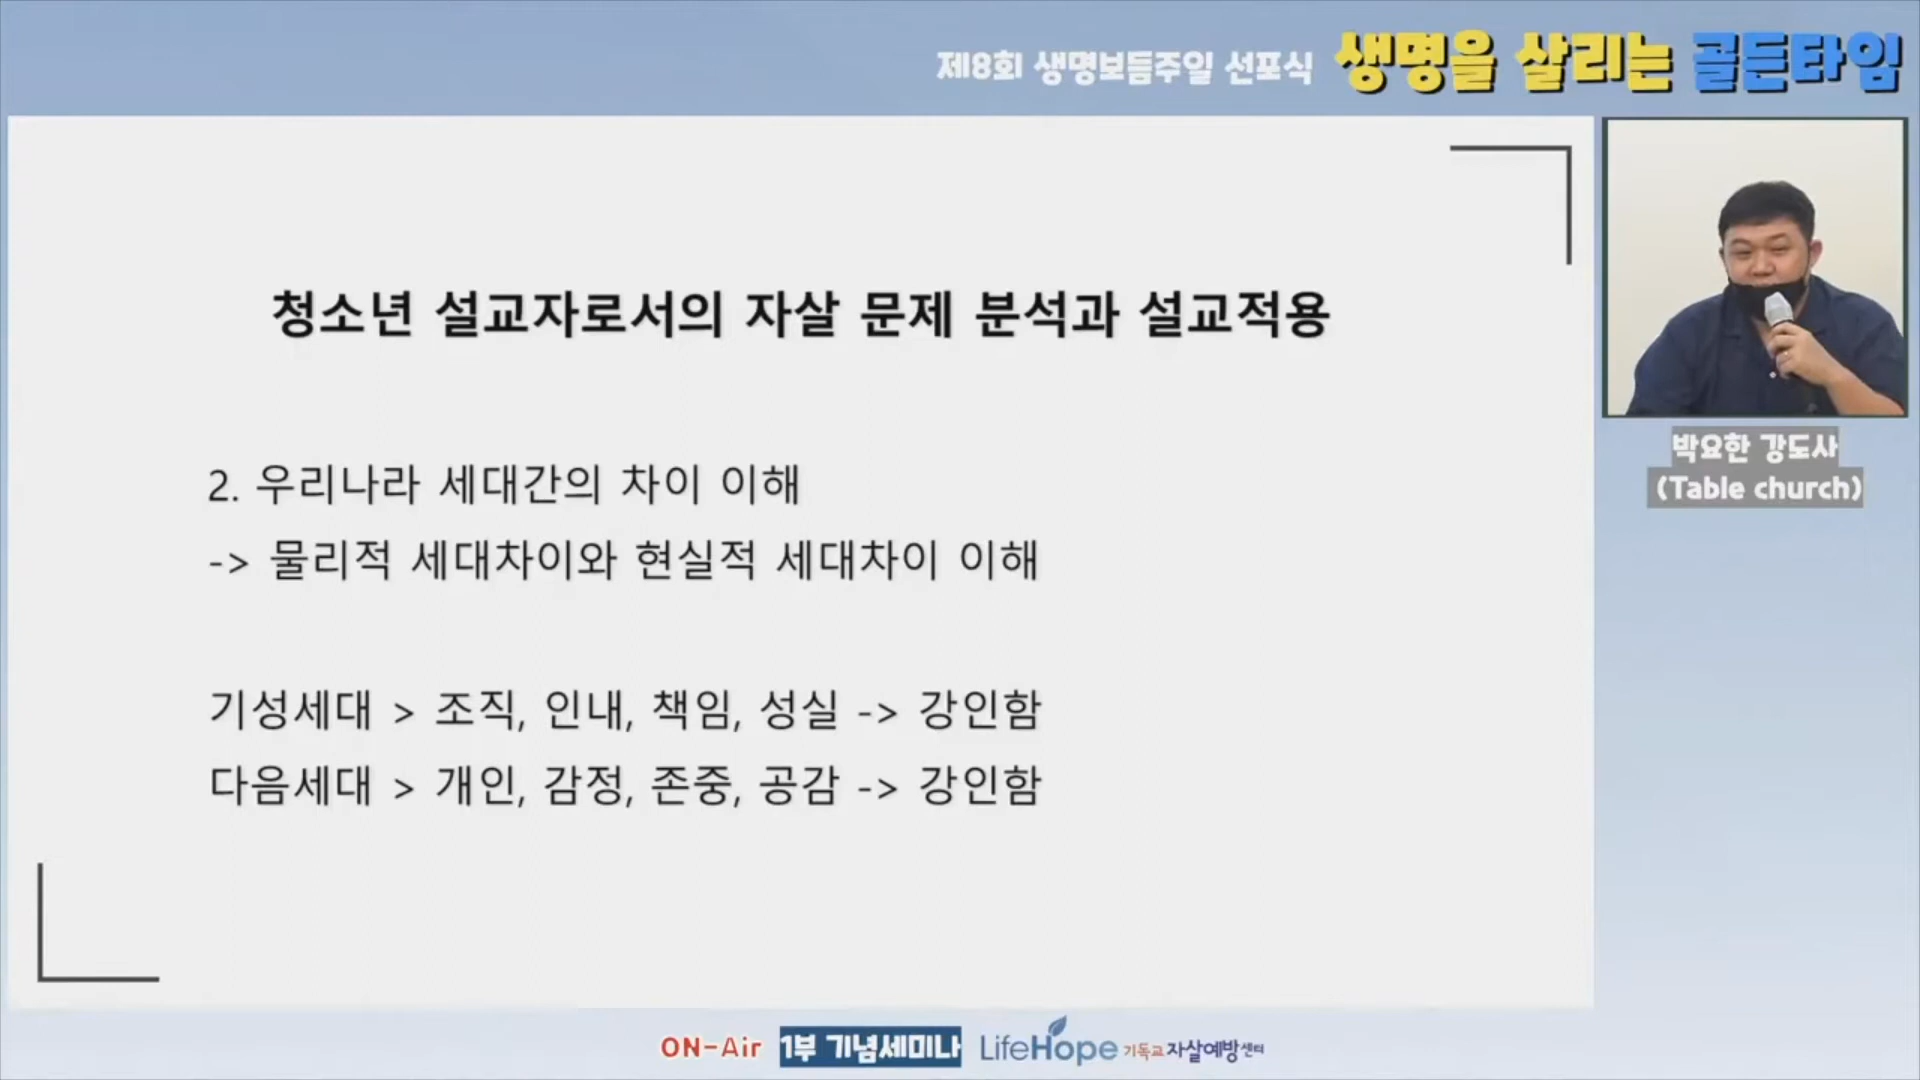 제8회 생명보듬주일 선포식 생명을 살리는 골든타임
청소년 설교자로서의 자살 문제 분석과 설교적용
2. 우리나라 세대간의 차이 이해
-> 물리적 세대차이와 현실적 세대차이 이해
기성세대 > 조직, 인내, 책임, 성실 -> 강인함
다음세대 > 개인, 감정, 존중, 공감 -> 강인함
박요한 강도사
(Table church)
ON-Air 1부 기념세미나 LifeHope 기독교 자살예방센터